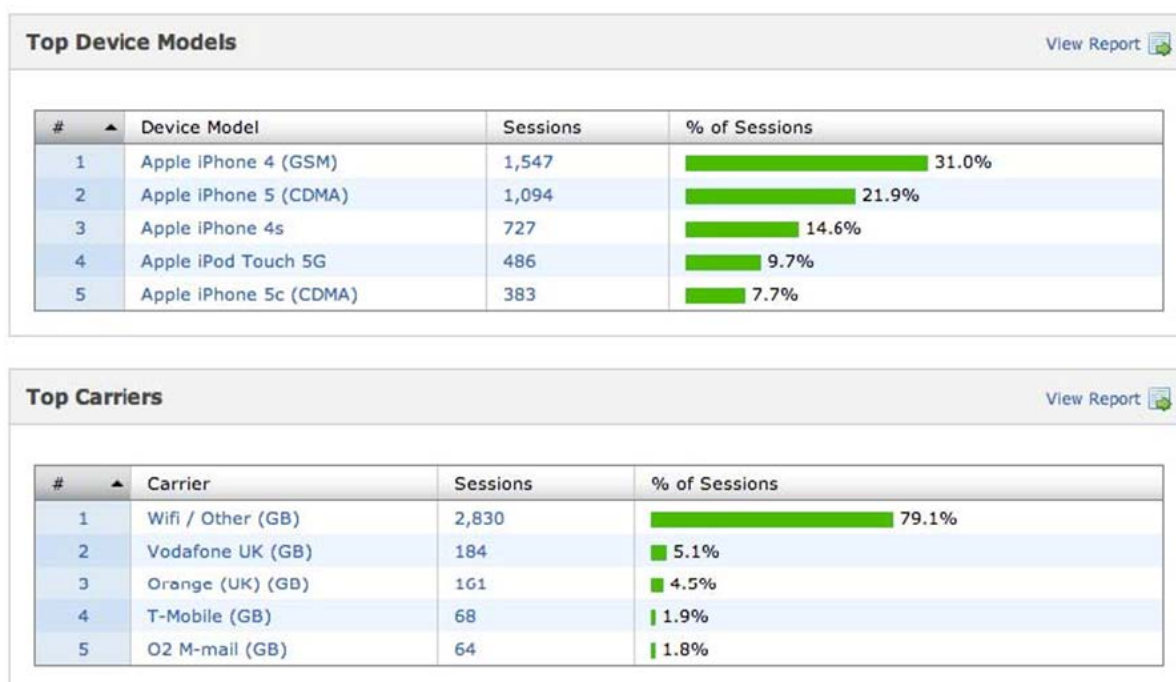 Top Device Models View Report
# Device Model Sessions % of Sessions
1 Apple iPhone 4 (GSM) 1,547 31.0%
2 Apple iPhone 5 (CDMA) 1,094 21.9%
3 Apple iPhone 4s 727 14.6%
4 Apple iPod Touch 5G 486 9.7%
5 Apple iPhone 5c (CDMA) 383 7.7%
Top Carriers View Report
# Carrier Sessions % of Sessions
1 Wifi / Other (GB) 2,830 79.1%
2 Vodafone UK (GB) 184 5.1%
3 Orange (UK) (GB) 161 4.5%
4 T-Mobile (GB) 68 1.9%
5 O2 M-mail (GB) 64 1.8%